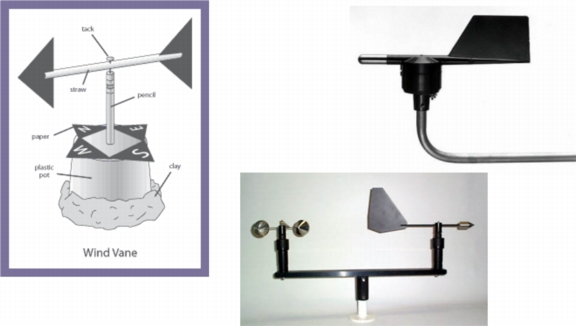 tack
straw
pencil
paper
N
E
W
S
plastic
pot
clay
Wind Vane